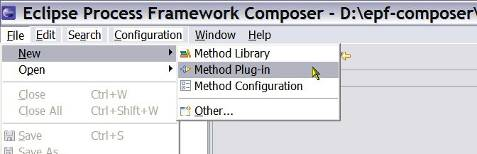 Eclipse Process Framework Composer - D:\epf-composer\
File Edit Search Configuration Window Help
New
Method Library
Open
Method Plug-in
Method Configuration
Close Ctrl+W
Close All Ctrl+Shift+W
Other...
Save Ctrl+S
Save As